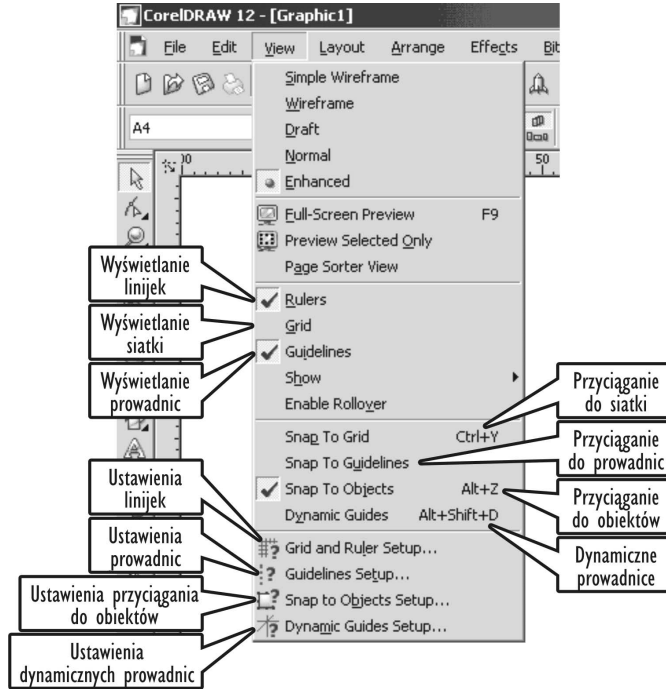 CorelDRAW 12 - [Graphic1]
File Edit View Layout Arrange Effects Bit
Simple Wireframe
Wireframe
A4
Draft
Normal
50
Enhanced
Full-Screen Preview F9
Preview Selected Only
Page Sorter View
Wyświetlanie
linijek
Rulers
Wyświetlanie
siatki
Grid
Guidelines
Wyświetlanie
prowadnic
Show
Enable Rollover
Przyciąganie
do siatki
Snap To Grid Ctrl+Y
Przyciąganie
do prowadnic
Snap To Guidelines
Snap To Objects Alt+Z
Przyciąganie
do obiektów
Dynamic Guides Alt+Shift+D
Dynamiczne
prowadnice
Ustawienia
linijek
Grid and Ruler Setup...
Ustawienia
prowadnic
Guidelines Setup...
Ustawienia przyciągania
do obiektów
Snap to Objects Setup...
Ustawienia
dynamicznych prowadnic
Dynamic Guides Setup...